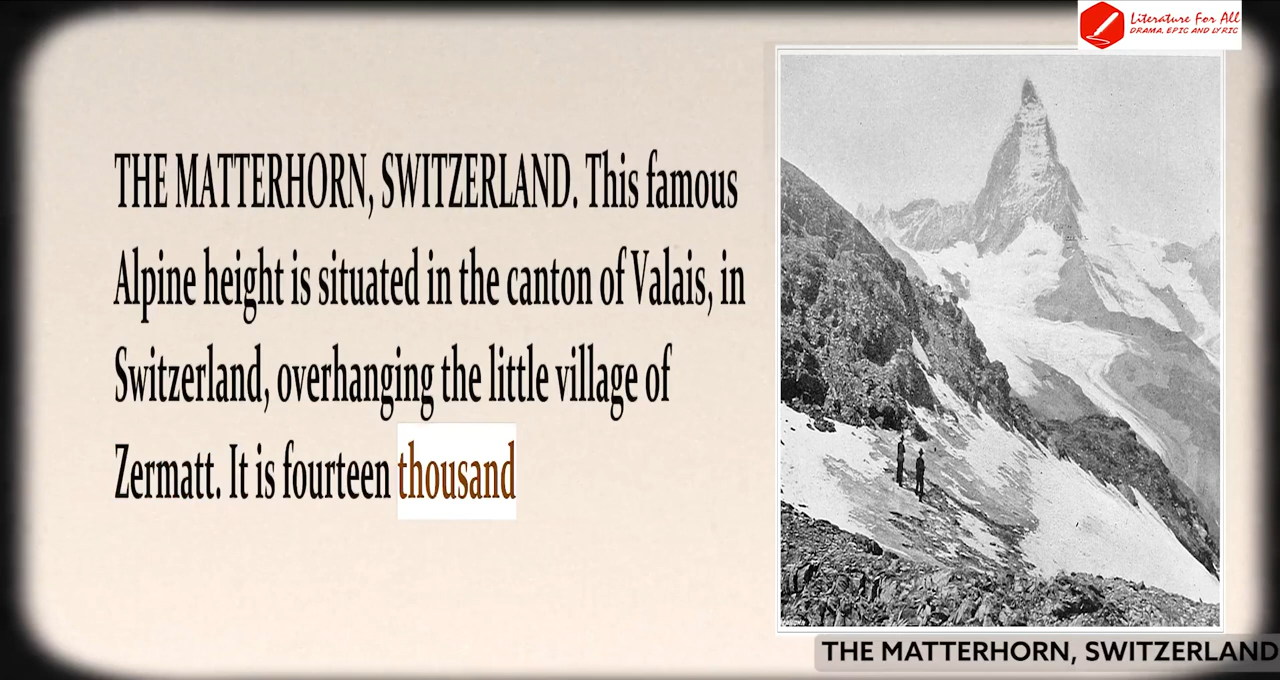 Literature For All
DRAMA, EPIC AND LYRIC
THE MATTERHORN, SWITZERLAND. This famous
Alpine height is situated in the canton of Valais, in
Switzerland, overhanging the little village of
Zermatt. It is fourteen thousand
THE MATTERHORN, SWITZERLAND